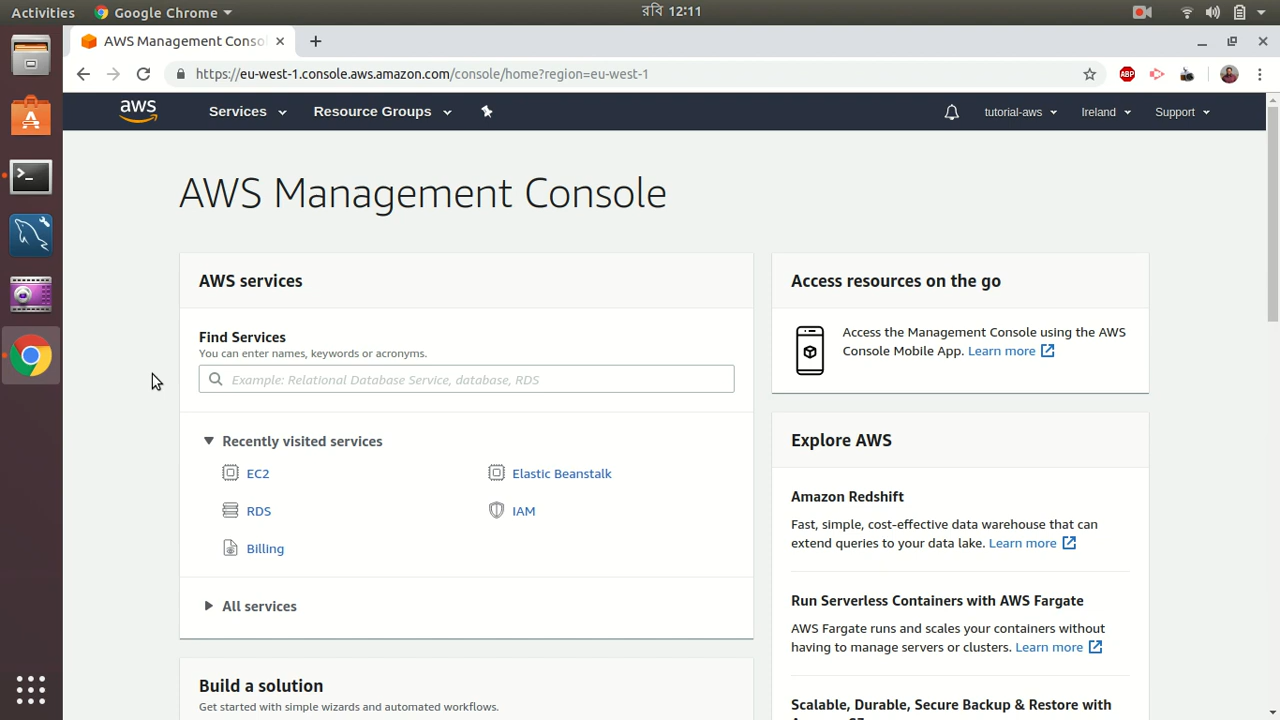 Activities
Google Chrome
রবি 12:11
AWS Management Conso
https://eu-west-1.console.aws.amazon.com/console/home?region=eu-west-1
ABP
aws
Services
Resource Groups
tutorial-aws
Ireland
Support
AWS Management Console
AWS services
Find Services
You can enter names, keywords or acronyms.
Example: Relational Database Service, database, RDS
Recently visited services
EC2
Elastic Beanstalk
RDS
IAM
Billing
All services
Build a solution
Get started with simple wizards and automated workflows.
Access resources on the go
Access the Management Console using the AWS
Console Mobile App. Learn more
Explore AWS
Amazon Redshift
Fast, simple, cost-effective data warehouse that can
extend queries to your data lake. Learn more
Run Serverless Containers with AWS Fargate
AWS Fargate runs and scales your containers without
having to manage servers or clusters. Learn more
Scalable, Durable, Secure Backup & Restore with